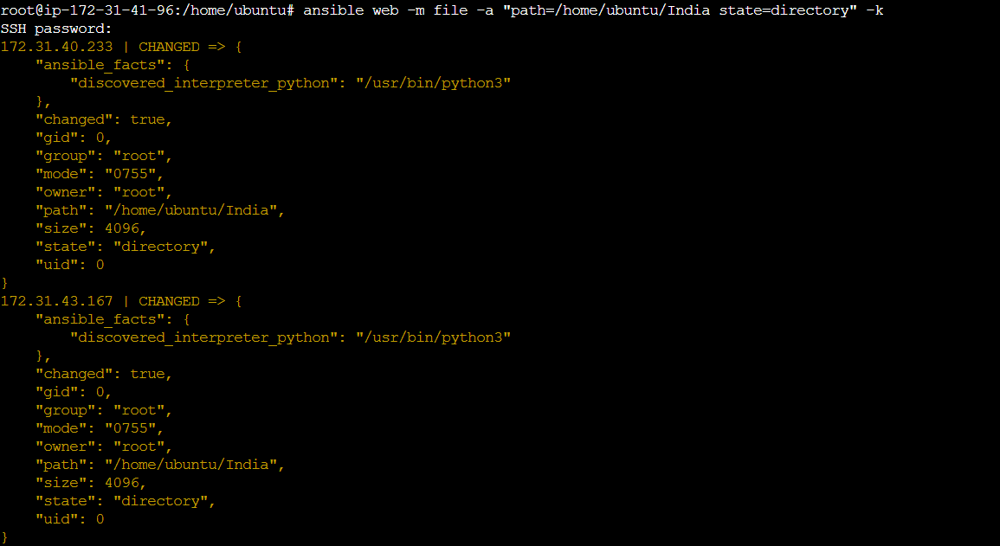 root@ip-172-31-41-96:/home/ubuntu# ansible web -m file -a "path=/home/ubuntu/India state=directory" -k
SSH password:
172.31.40.233 | CHANGED => {
    "ansible_facts": {
        "discovered_interpreter_python": "/usr/bin/python3"
    },
    "changed": true,
    "gid": 0,
    "group": "root",
    "mode": "0755",
    "owner": "root",
    "path": "/home/ubuntu/India",
    "size": 4096,
    "state": "directory",
    "uid": 0
}
172.31.43.167 | CHANGED => {
    "ansible_facts": {
        "discovered_interpreter_python": "/usr/bin/python3"
    },
    "changed": true,
    "gid": 0,
    "group": "root",
    "mode": "0755",
    "owner": "root",
    "path": "/home/ubuntu/India",
    "size": 4096,
    "state": "directory",
    "uid": 0
}